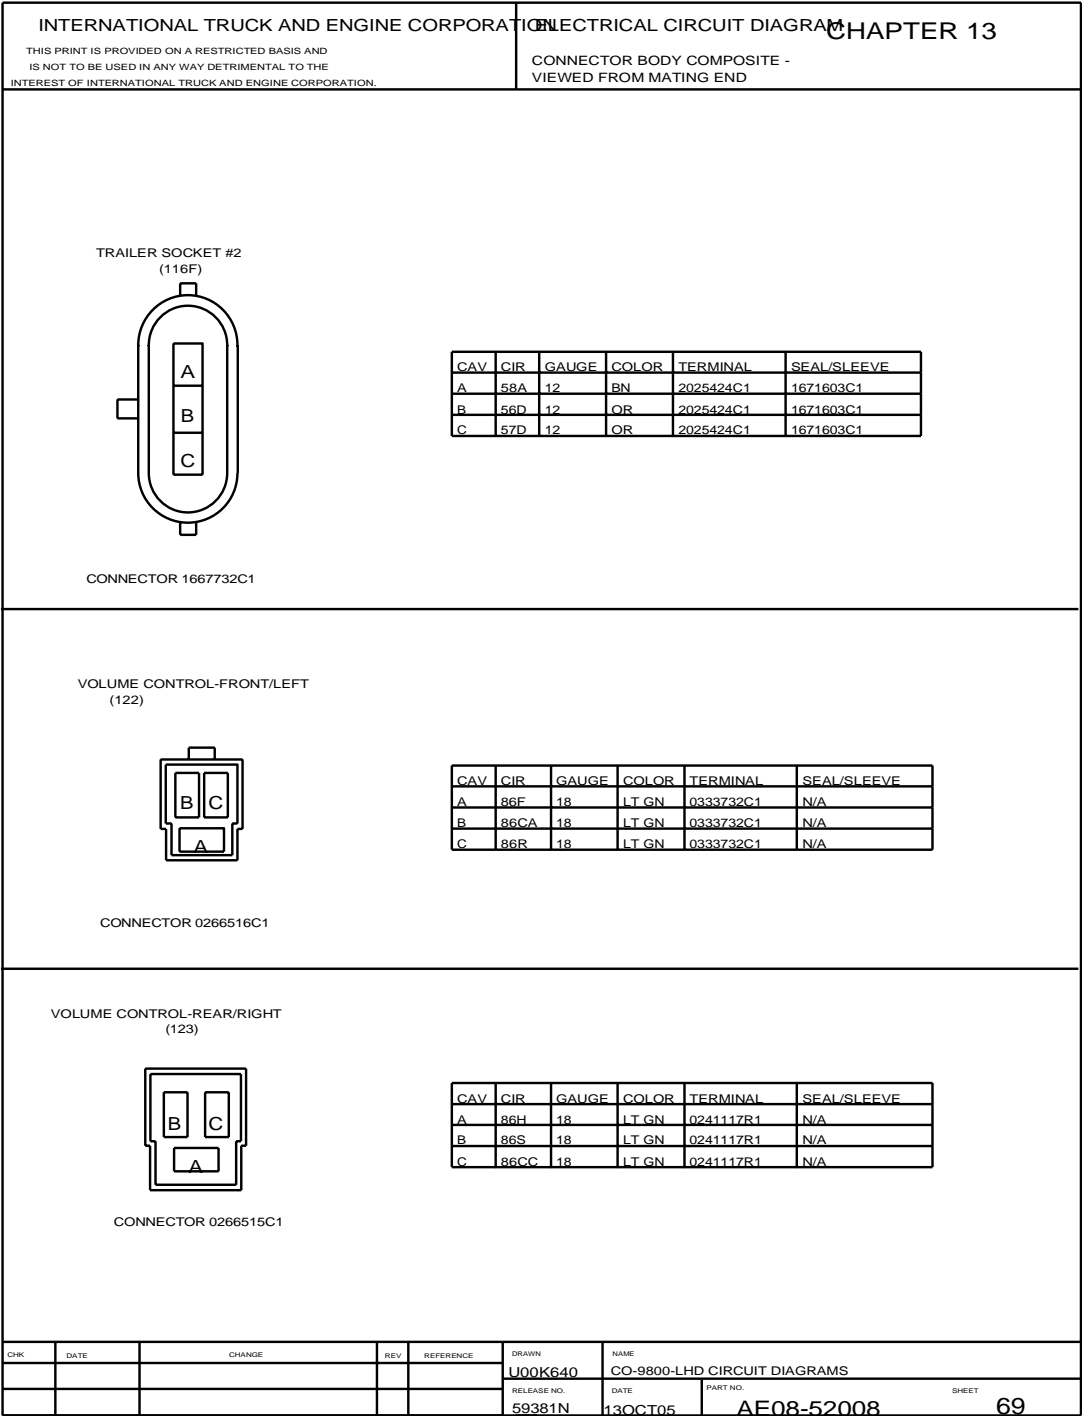 INTERNATIONAL TRUCK AND ENGINE CORPORATION
THIS PRINT IS PROVIDED ON A RESTRICTED BASIS AND
IS NOT TO BE USED IN ANY WAY DETRIMENTAL TO THE
INTEREST OF INTERNATIONAL TRUCK AND ENGINE CORPORATION.
ELECTRICAL CIRCUIT DIAGRAM
CHAPTER 13
CONNECTOR BODY COMPOSITE -
VIEWED FROM MATING END
TRAILER SOCKET #2
(116F)
A
B
C
CONNECTOR 1667732C1
CAV CIR GAUGE COLOR TERMINAL SEAL/SLEEVE
A 58A 12 BN 2025424C1 1671603C1
B 56D 12 OR 2025424C1 1671603C1
C 57D 12 OR 2025424C1 1671603C1
VOLUME CONTROL-FRONT/LEFT
(122)
B C
A
CONNECTOR 0266516C1
CAV CIR GAUGE COLOR TERMINAL SEAL/SLEEVE
A 86F 18 LT GN 0333732C1 N/A
B 86CA 18 LT GN 0333732C1 N/A
C 86R 18 LT GN 0333732C1 N/A
VOLUME CONTROL-REAR/RIGHT
(123)
B C
A
CONNECTOR 0266515C1
CAV CIR GAUGE COLOR TERMINAL SEAL/SLEEVE
A 86H 18 LT GN 0241117R1 N/A
B 86S 18 LT GN 0241117R1 N/A
C 86CC 18 LT GN 0241117R1 N/A
CHK DATE CHANGE REV REFERENCE
DRAWN
U00K640
NAME
CO-9800-LHD CIRCUIT DIAGRAMS
RELEASE NO.
59381N
DATE
13OCT05
PART NO.
AE08-52008
SHEET
69